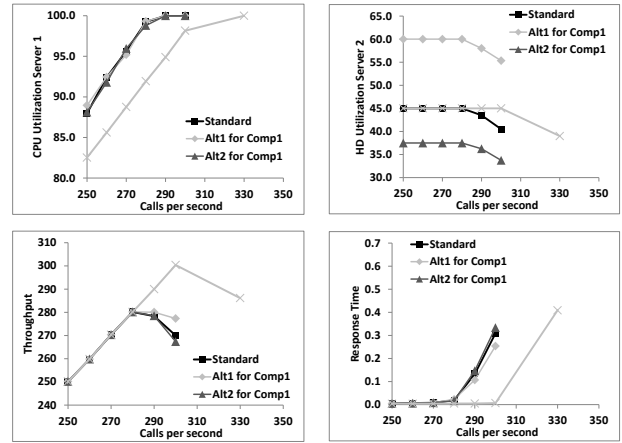 CPU Utilization Server 1
100.0
95.0
90.0
85.0
80.0
250
270
290
310
330
350
Calls per second
Standard
Alt1 for Comp1
Alt2 for Comp1
HD Utilization Server 2
65.0
60.0
55.0
50.0
45.0
40.0
35.0
30.0
250
270
290
310
330
350
Calls per second
Standard
Alt1 for Comp1
Alt2 for Comp1
Throughput
310
300
290
280
270
260
250
240
250
270
290
310
330
350
Calls per second
Standard
Alt1 for Comp1
Alt2 for Comp1
Response Time
0.7
0.6
0.5
0.4
0.3
0.2
0.1
0.0
250
270
290
310
330
350
Calls per second
Standard
Alt1 for Comp1
Alt2 for Comp1